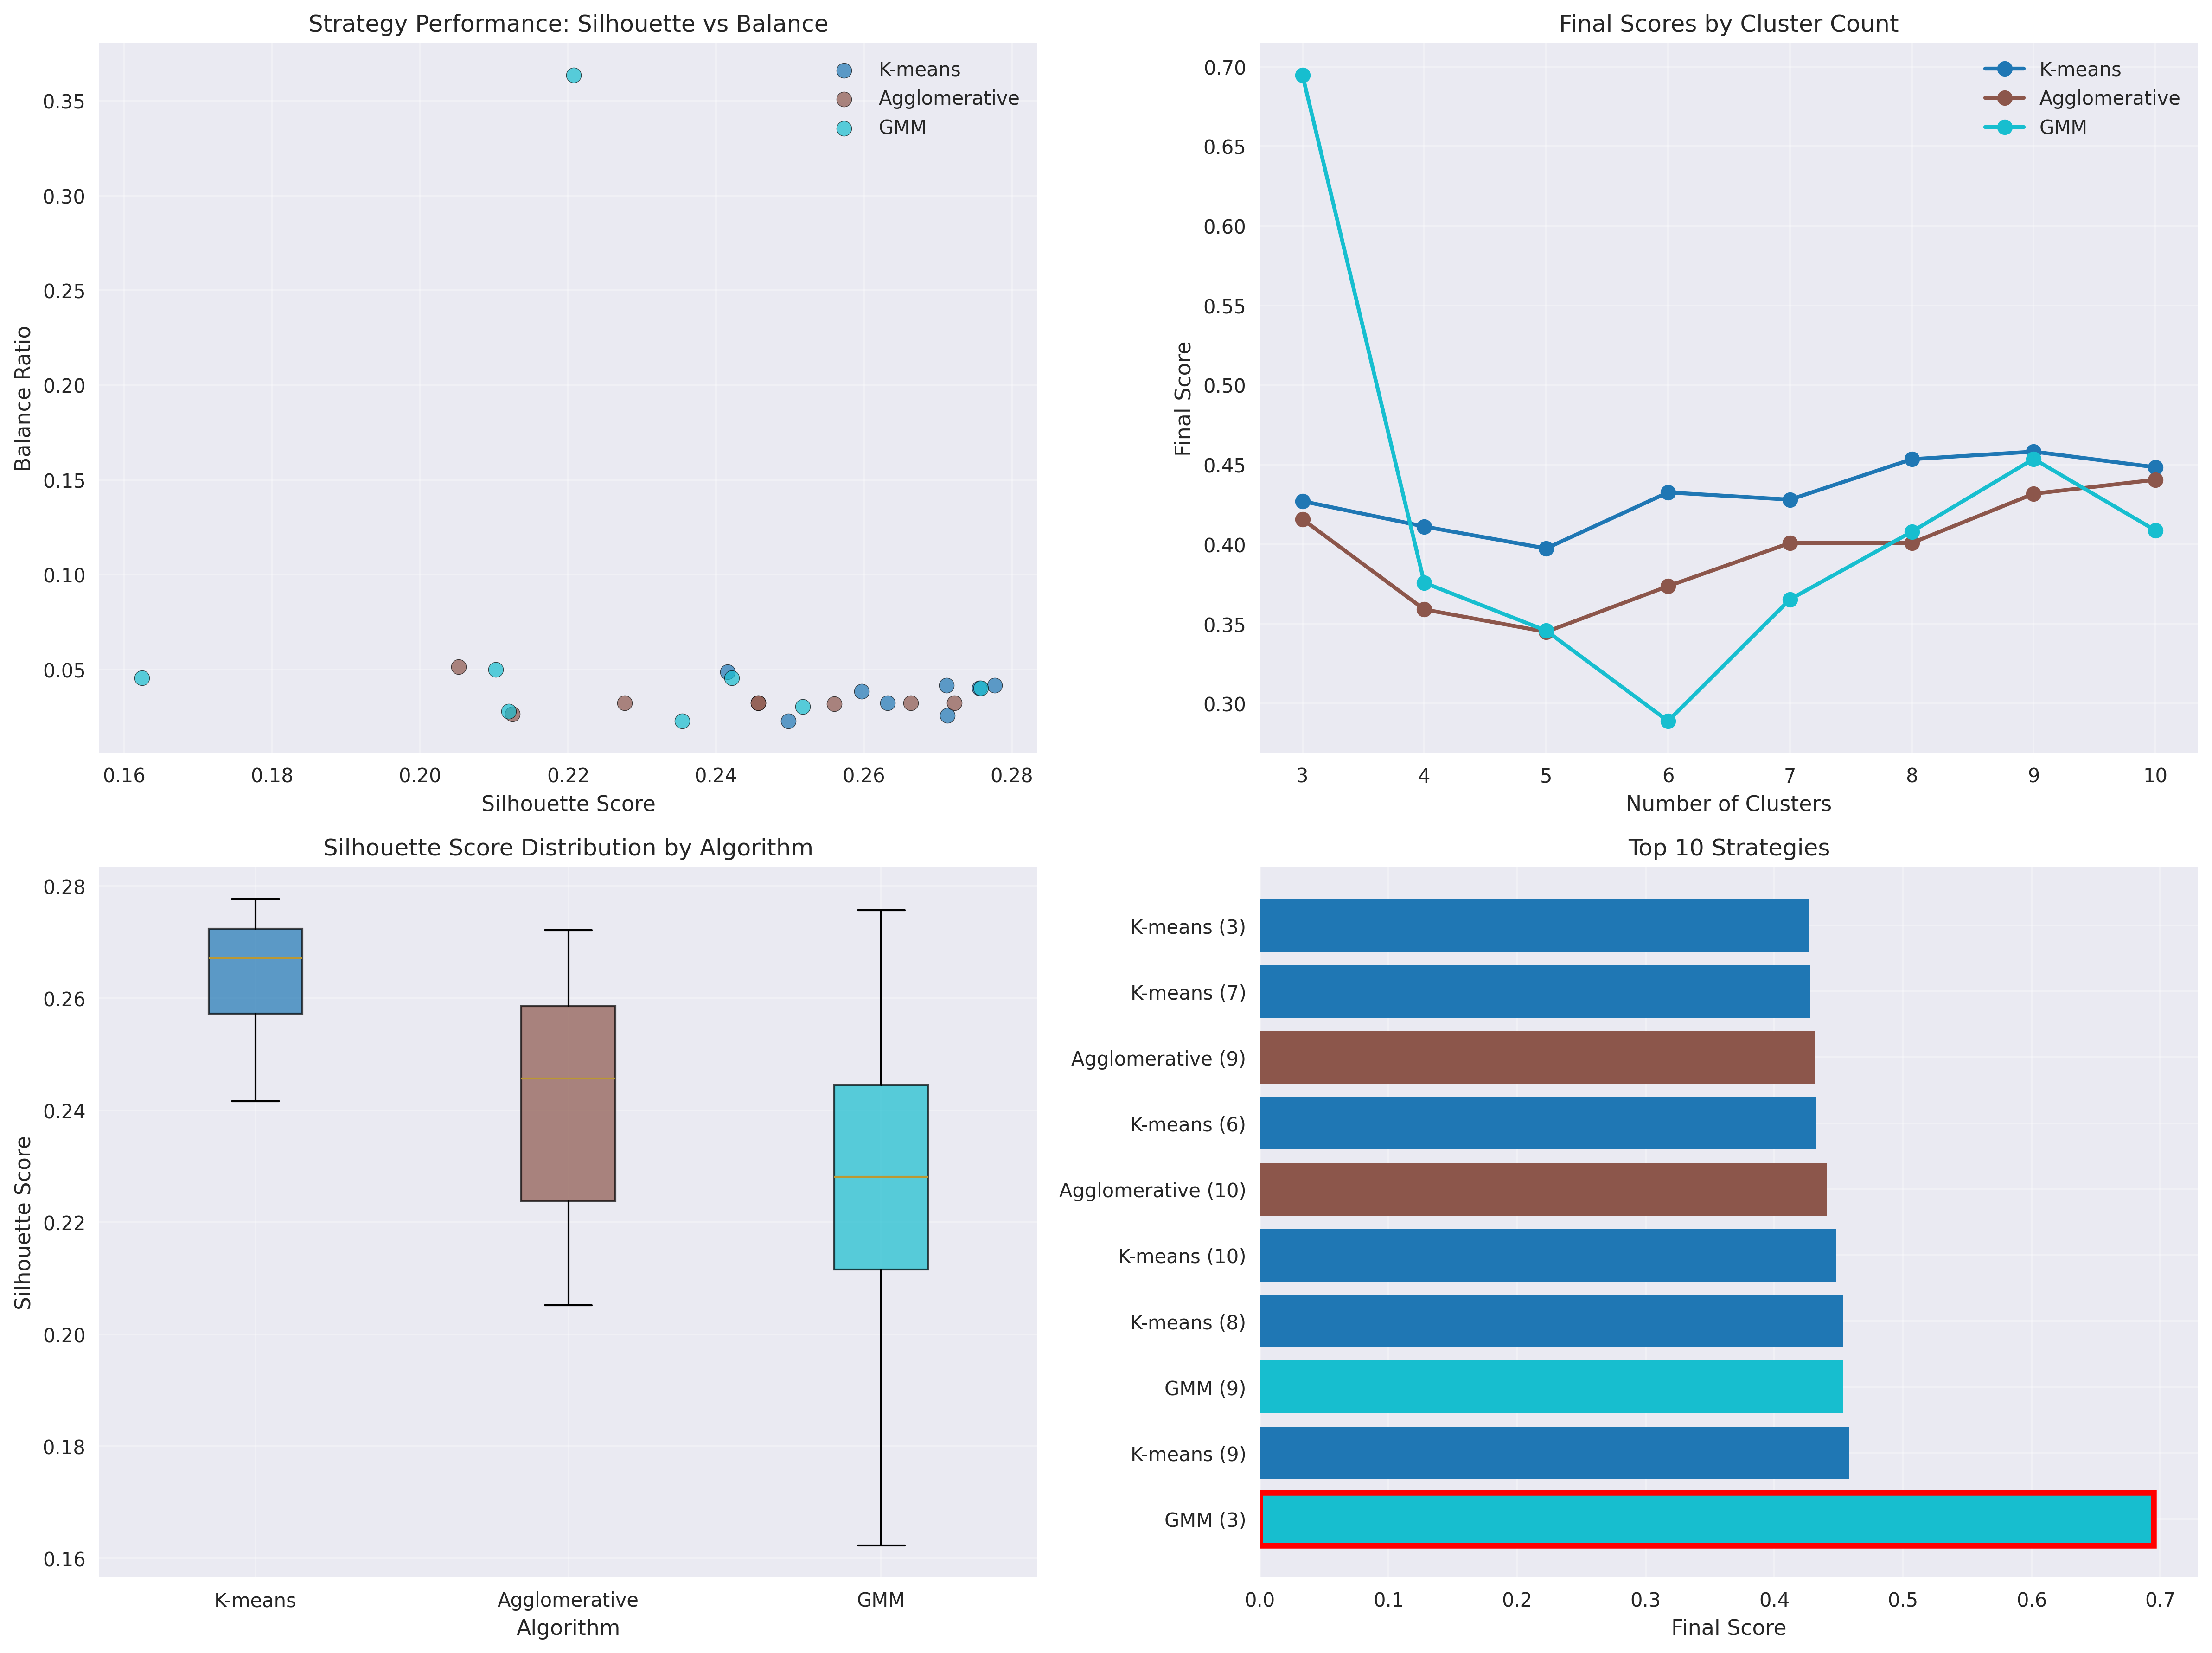 Strategy Performance: Silhouette vs Balance
K-means
Agglomerative
GMM
0.35
0.30
0.25
0.20
0.15
0.10
0.05
Balance Ratio
0.16 0.18 0.20 0.22 0.24 0.26 0.28
Silhouette Score
Final Scores by Cluster Count
K-means
Agglomerative
GMM
0.70
0.65
0.60
0.55
0.50
0.45
0.40
0.35
0.30
Final Score
3 4 5 6 7 8 9 10
Number of Clusters
Silhouette Score Distribution by Algorithm
0.28
0.26
0.24
0.22
0.20
0.18
0.16
Silhouette Score
K-means Agglomerative GMM
Algorithm
Top 10 Strategies
K-means (3)
K-means (7)
Agglomerative (9)
K-means (6)
Agglomerative (10)
K-means (10)
K-means (8)
GMM (9)
K-means (9)
GMM (3)
0.0 0.1 0.2 0.3 0.4 0.5 0.6 0.7
Final Score